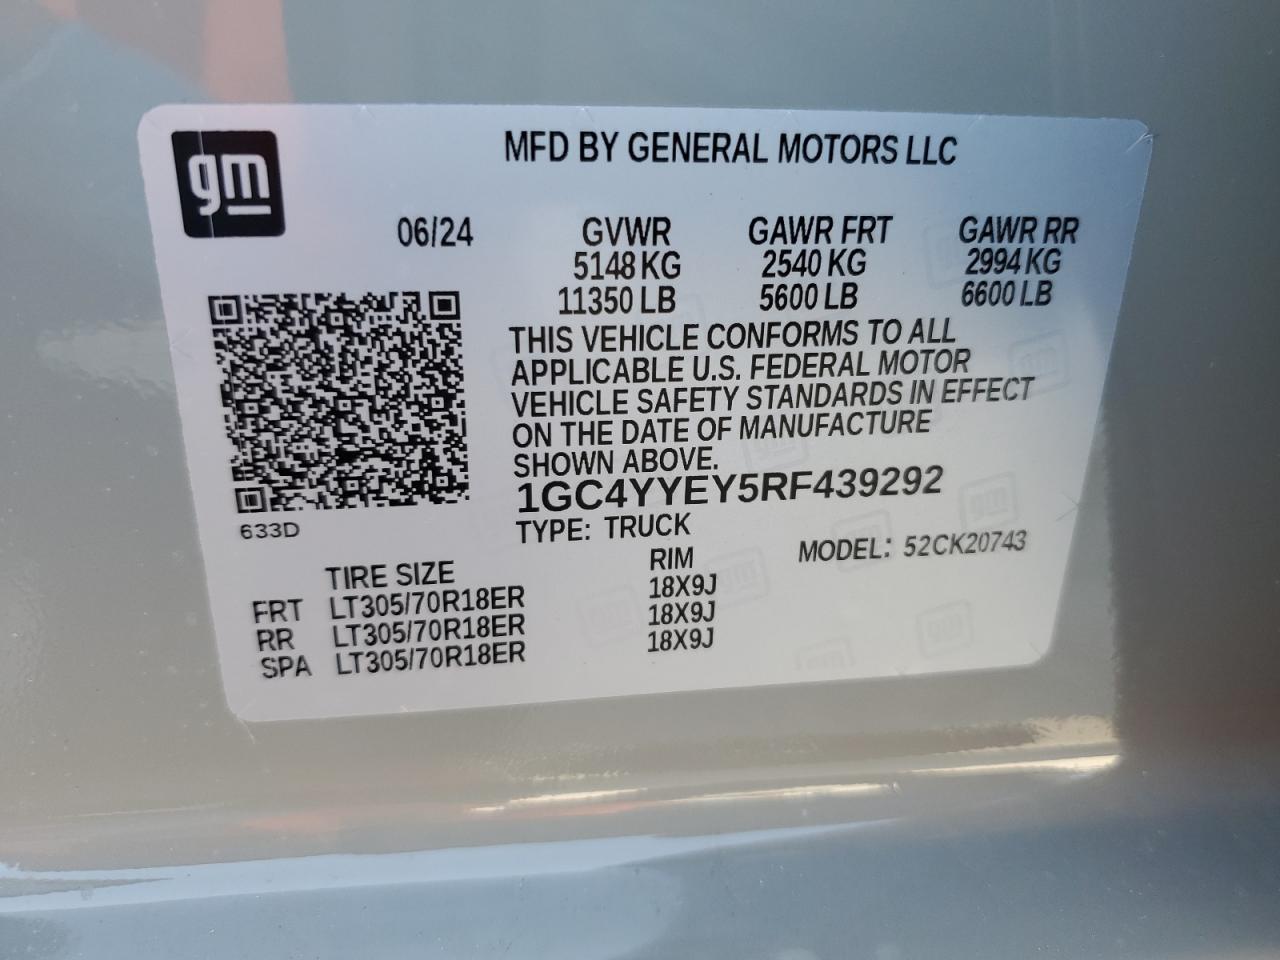 gm
MFD BY GENERAL MOTORS LLC
06/24 GVWR GAWR FRT GAWR RR
5148 KG 2540 KG 2994 KG
11350 LB 5600 LB 6600 LB
THIS VEHICLE CONFORMS TO ALL
APPLICABLE U.S. FEDERAL MOTOR
VEHICLE SAFETY STANDARDS IN EFFECT
ON THE DATE OF MANUFACTURE
SHOWN ABOVE.
1GC4YYEY5RF439292
633D
TYPE: TRUCK
MODEL: 52CK20743
TIRE SIZE RIM
FRT LT305/70R18ER 18X9J
RR LT305/70R18ER 18X9J
SPA LT305/70R18ER 18X9J